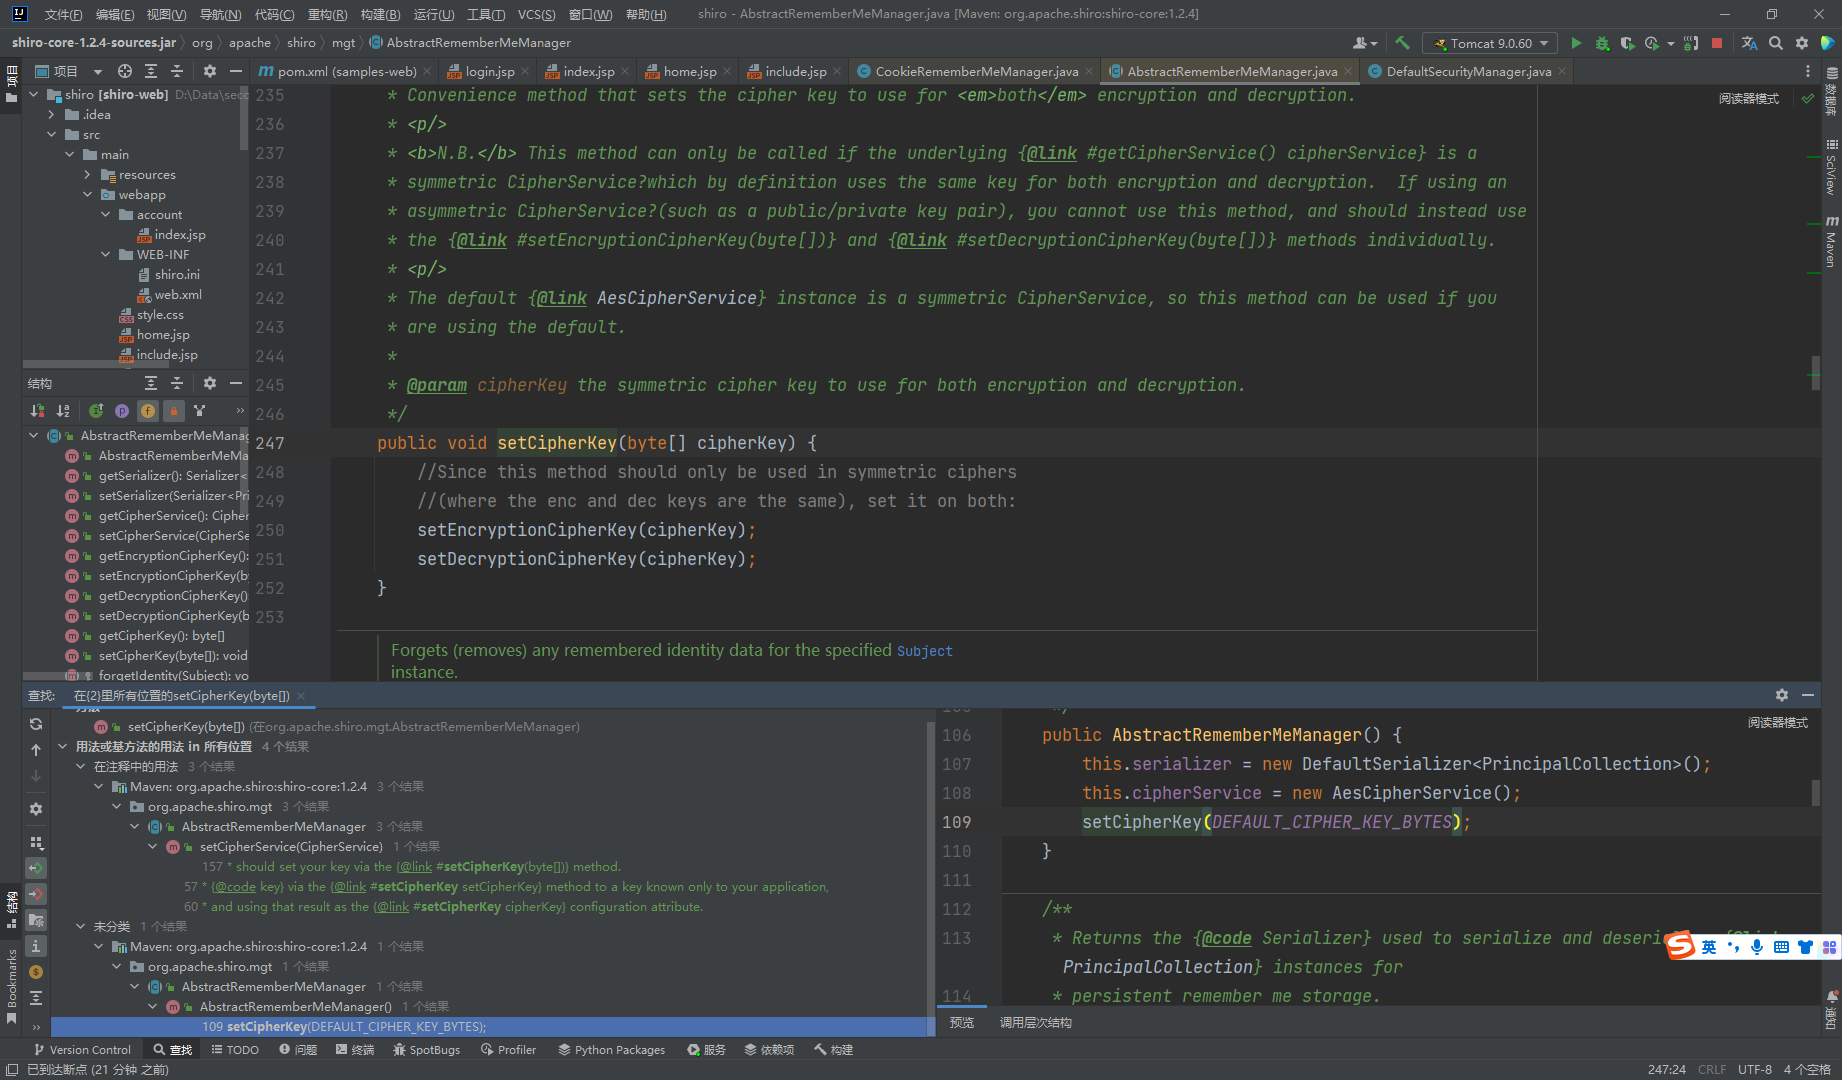 文件(F) 编辑(E) 视图(V) 导航(N) 代码(C) 重构(R) 构建(B) 运行(U) 工具(T) VCS(S) 窗口(W) 帮助(H) shiro - AbstractRememberMeManager.java [Maven: org.apache.shiro:shiro-core:1.2.4]
shiro-core-1.2.4-sources.jar org apache shiro mgt AbstractRememberMeManager Tomcat 9.0.60
项目 pom.xml (samples-web) login.jsp index.jsp home.jsp include.jsp CookieRememberMeManager.java AbstractRememberMeManager.java DefaultSecurityManager.java
项目
shiro [shiro-web] D:\Data\sec
.idea
src
main
resources
webapp
account
index.jsp
WEB-INF
shiro.ini
web.xml
style.css
home.jsp
include.jsp
结构
AbstractRememberMeManag
AbstractRememberMeMa
getSerializer(): Serializer<
setSerializer(Serializer<Pri
getCipherService(): Cipher
setCipherService(CipherSe
getEncryptionCipherKey():
setEncryptionCipherKey(by
getDecryptionCipherKey()
setDecryptionCipherKey(b
getCipherKey(): byte[]
setCipherKey(byte[]): void
forgetIdentity(Subject): vo
阅读器模式
235 * Convenience method that sets the cipher key to use for <em>both</em> encryption and decryption.
236 * <p/>
237 * <b>N.B.</b> This method can only be called if the underlying {@link #getCipherService() cipherService} is a
238 * symmetric CipherService?which by definition uses the same key for both encryption and decryption.  If using an
239 * asymmetric CipherService?(such as a public/private key pair), you cannot use this method, and should instead use
240 * the {@link #setEncryptionCipherKey(byte[])} and {@link #setDecryptionCipherKey(byte[])} methods individually.
241 * <p/>
242 * The default {@link AesCipherService} instance is a symmetric CipherService, so this method can be used if you
243 * are using the default.
244 *
245 * @param cipherKey the symmetric cipher key to use for both encryption and decryption.
246 */
247 public void setCipherKey(byte[] cipherKey) {
248 //Since this method should only be used in symmetric ciphers
249 //(where the enc and dec keys are the same), set it on both:
250 setEncryptionCipherKey(cipherKey);
251 setDecryptionCipherKey(cipherKey);
252 }
253
Forgets (removes) any remembered identity data for the specified Subject
instance.
数据库
SciView
Maven
通知
查找: 在{2}里所有位置的setCipherKey(byte[])
setCipherKey(byte[]) (在org.apache.shiro.mgt.AbstractRememberMeManager)
用法或基方法的用法 in 所有位置 4 个结果
在注释中的用法 3 个结果
Maven: org.apache.shiro:shiro-core:1.2.4 3 个结果
org.apache.shiro.mgt 3 个结果
AbstractRememberMeManager 3 个结果
setCipherService(CipherService) 1 个结果
157 * should set your key via the {@link #setCipherKey(byte[])} method.
57 * {@code key} via the {@link #setCipherKey setCipherKey} method to a key known only to your application,
60 * and using that result as the {@link #setCipherKey cipherKey} configuration attribute.
未分类 1 个结果
Maven: org.apache.shiro:shiro-core:1.2.4 1 个结果
org.apache.shiro.mgt 1 个结果
AbstractRememberMeManager 1 个结果
AbstractRememberMeManager() 1 个结果
109 setCipherKey(DEFAULT_CIPHER_KEY_BYTES);
阅读器模式
106 public AbstractRememberMeManager() {
107 this.serializer = new DefaultSerializer<PrincipalCollection>();
108 this.cipherService = new AesCipherService();
109 setCipherKey(DEFAULT_CIPHER_KEY_BYTES);
110 }
111
112 /**
113 * Returns the {@code Serializer} used to serialize and
PrincipalCollection} instances for
114 * persistent remember me storage.
英
预览 调用层次结构
结构
Bookmarks
Version Control 查找 TODO 问题 终端 SpotBugs Profiler Python Packages 服务 依赖项 构建
已到达断点 (21 分钟 之前) 247:24 CRLF UTF-8 4 个空格